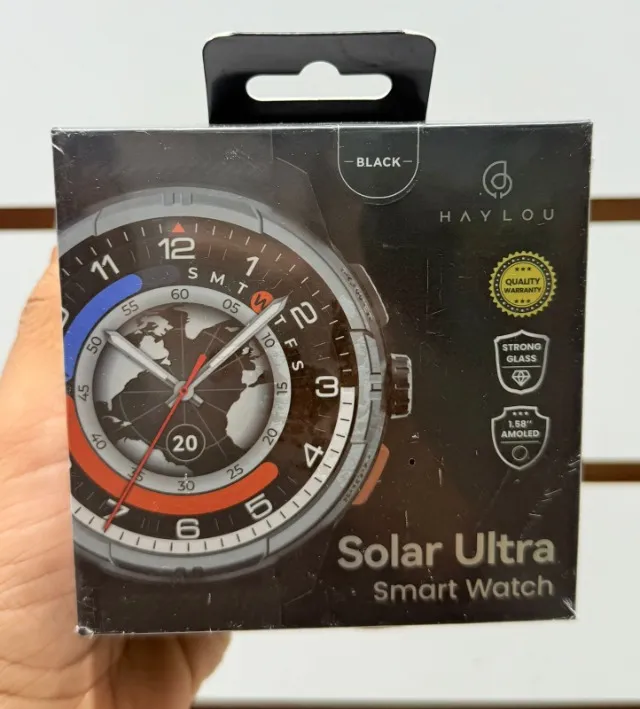 BLACK
HAYLOU
QUALITY
WARRANTY
STRONG
GLASS
1.58"
AMOLED
11
12
1
2
3
4
5
6
7
S M T W T F S
60
05
10
15
20
25
30
35
40
45
50
55
20
Solar Ultra
Smart Watch